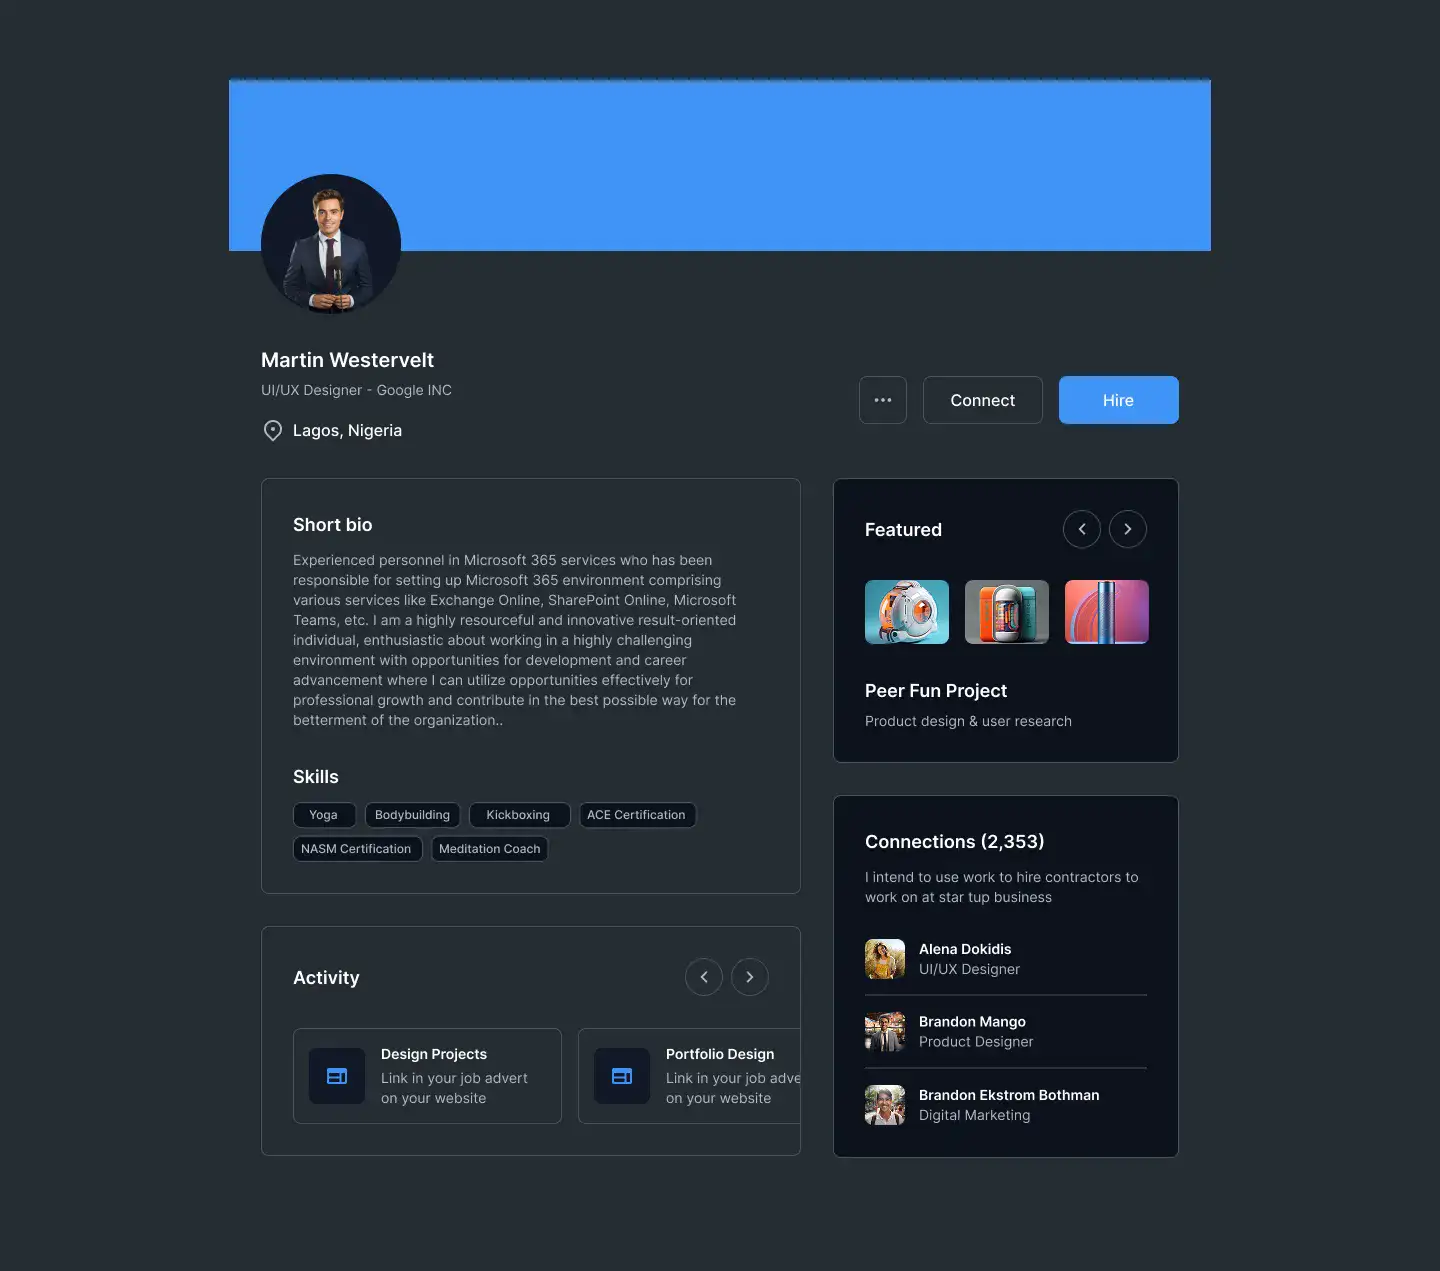 Martin Westervelt
UI/UX Designer - Google INC
Lagos, Nigeria
Connect
Hire
Short bio
Experienced personnel in Microsoft 365 services who has been
responsible for setting up Microsoft 365 environment comprising
various services like Exchange Online, SharePoint Online, Microsoft
Teams, etc. I am a highly resourceful and innovative result-oriented
individual, enthusiastic about working in a highly challenging
environment with opportunities for development and career
advancement where I can utilize opportunities effectively for
professional growth and contribute in the best possible way for the
betterment of the organization..
Skills
Yoga
Bodybuilding
Kickboxing
ACE Certification
NASM Certification
Meditation Coach
Activity
Design Projects
Link in your job advert
on your website
Portfolio Design
Link in your job adve
on your website
Featured
Peer Fun Project
Product design & user research
Connections (2,353)
I intend to use work to hire contractors to
work on at star tup business
Alena Dokidis
UI/UX Designer
Brandon Mango
Product Designer
Brandon Ekstrom Bothman
Digital Marketing